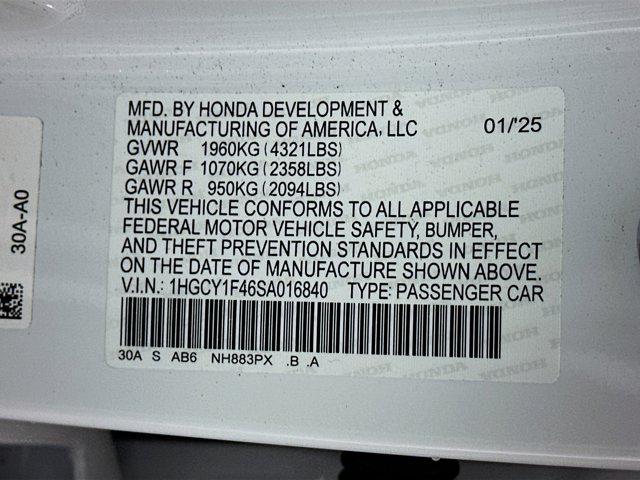 MFD. BY HONDA DEVELOPMENT &
MANUFACTURING OF AMERICA, LLC 01/'25
GVWR 1960KG (4321LBS)
GAWR F 1070KG (2358LBS)
GAWR R 950KG (2094LBS)
THIS VEHICLE CONFORMS TO ALL APPLICABLE
FEDERAL MOTOR VEHICLE SAFETY, BUMPER,
AND THEFT PREVENTION STANDARDS IN EFFECT
ON THE DATE OF MANUFACTURE SHOWN ABOVE.
V.I.N.: 1HGCY1F46SA016840 TYPE: PASSENGER CAR
30A S AB6 NH883PX .B .A
30A-A0